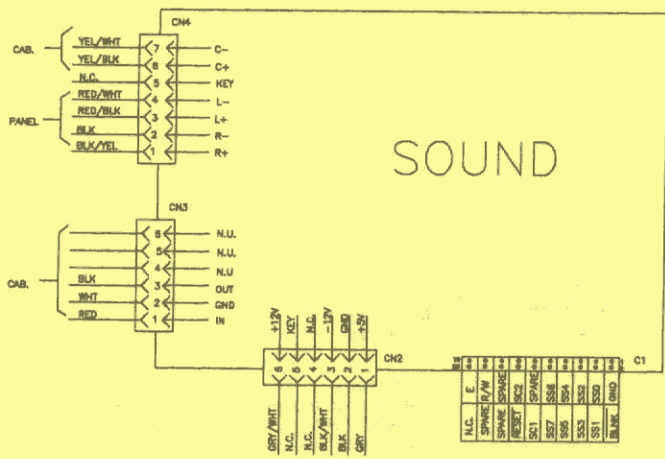 CN4
CAB.
YEL/WHT 7 C-
YEL/BLK 6 C+
N.C. 5 KEY
PANEL
RED/WHT 4 L-
RED/BLK 3 L+
BLK 2 R-
BLK/YEL 1 R+
SOUND
CN3
CAB.
6 N.U.
5 N.U.
4 N.U
BLK 3 OUT
WHT 2 GND
RED 1 IN
+12V KEY N.C. -12V GND +5V
6 5 4 3 2 1
CN2
GRY/WHT N.C. N.C. BLK/WHT BLK GRY
C1
E R/W SPARE SC2 SPARE SS6 SS4 SS2 SS0 GND
N.C. SPARE SPARE RESET SC1 SS7 SS5 SS3 SS1 BLNK